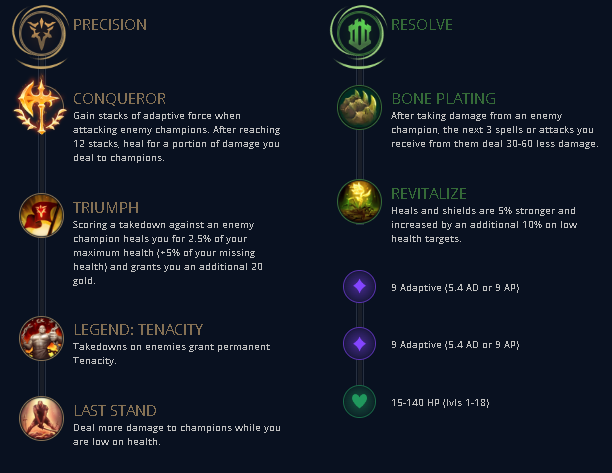 PRECISION
CONQUEROR
Gain stacks of adaptive force when
attacking enemy champions. After reaching
12 stacks, heal for a portion of damage you
deal to champions.
TRIUMPH
Scoring a takedown against an enemy
champion heals you for 2.5% of your
maximum health (+5% of your missing
health) and grants you an additional 20
gold.
LEGEND: TENACITY
Takedowns on enemies grant permanent
Tenacity.
LAST STAND
Deal more damage to champions while you
are low on health.
RESOLVE
BONE PLATING
After taking damage from an enemy
champion, the next 3 spells or attacks you
receive from them deal 30-60 less damage.
REVITALIZE
Heals and shields are 5% stronger and
increased by an additional 10% on low
health targets.
9 Adaptive (5.4 AD or 9 AP)
9 Adaptive (5.4 AD or 9 AP)
15-140 HP (lvls 1-18)